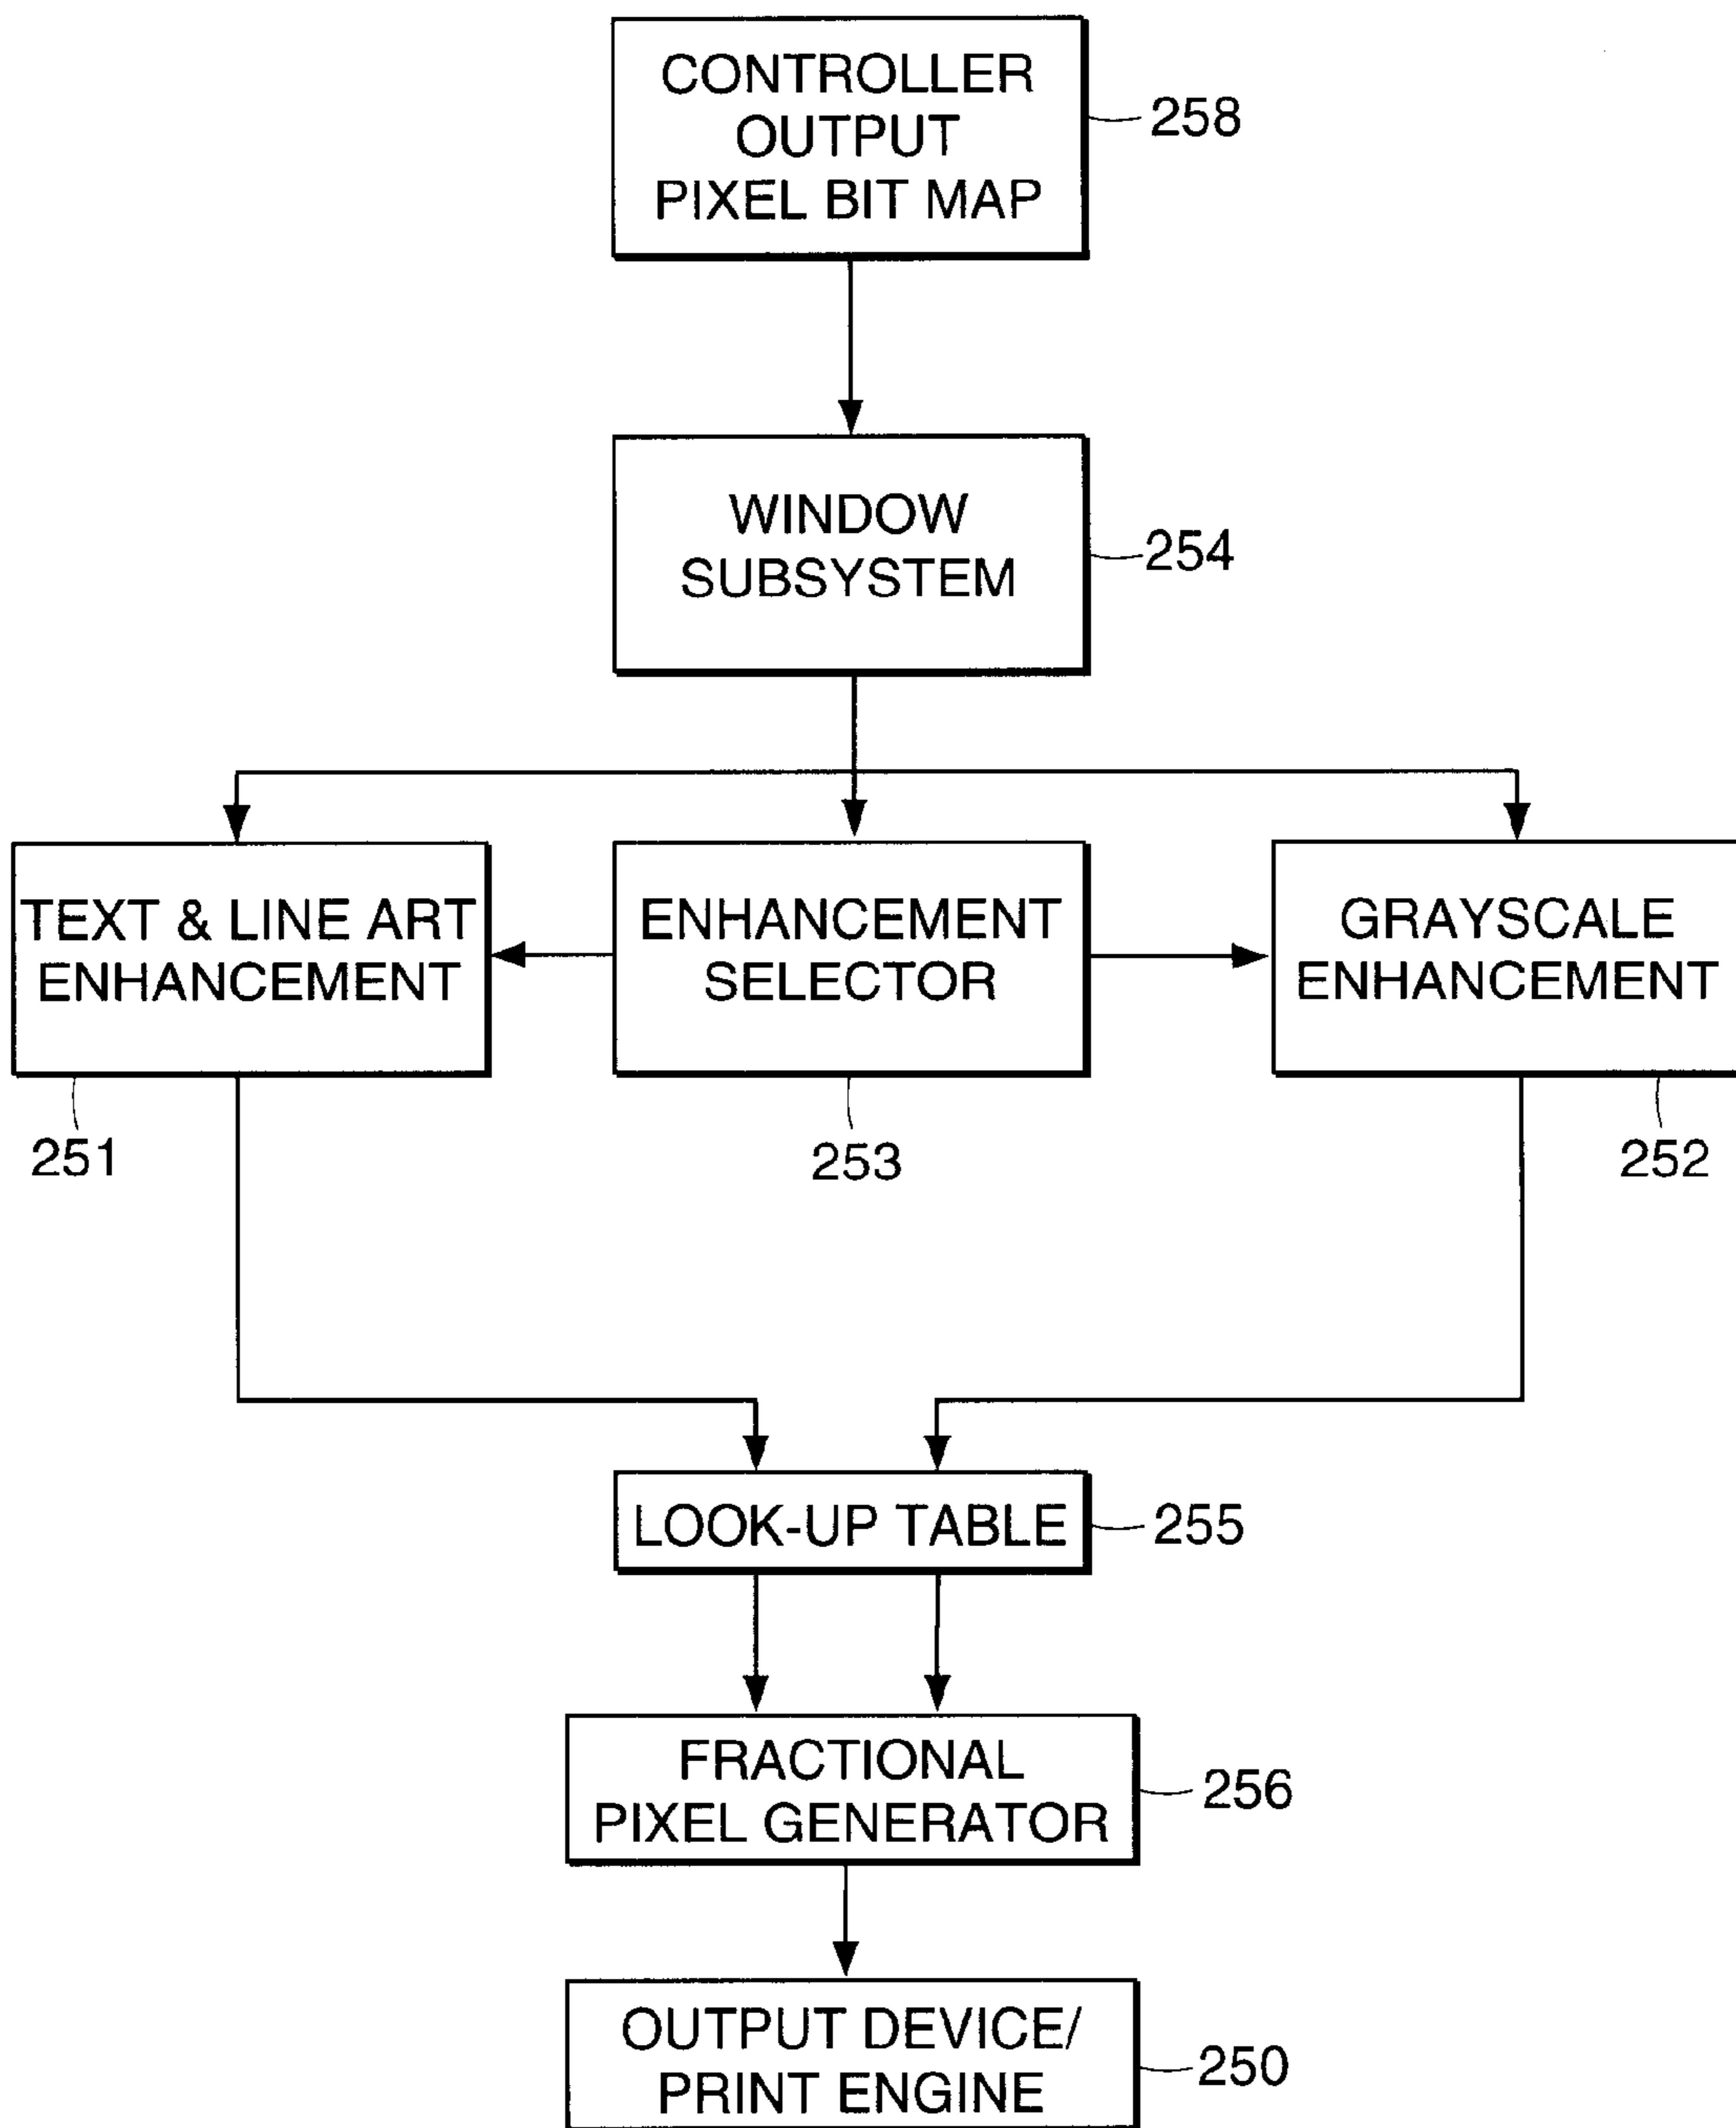 CONTROLLER
OUTPUT
PIXEL BIT MAP
258
WINDOW
SUBSYSTEM
254
TEXT & LINE ART
ENHANCEMENT
251
ENHANCEMENT
SELECTOR
253
GRAYSCALE
ENHANCEMENT
252
LOOK-UP TABLE
255
FRACTIONAL
PIXEL GENERATOR
256
OUTPUT DEVICE/
PRINT ENGINE
250